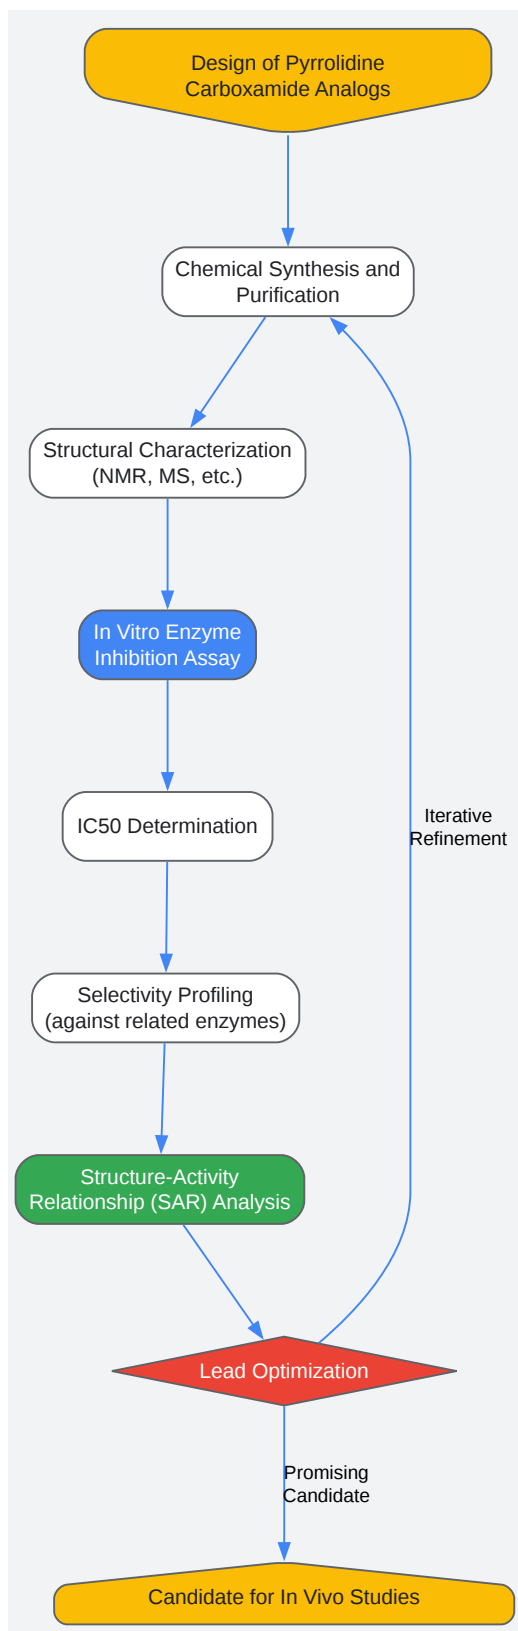 Design of Pyrrolidine
Carboxamide Analogs
Chemical Synthesis and
Purification
Structural Characterization
(NMR, MS, etc.)
In Vitro Enzyme
Inhibition Assay
IC50 Determination
Iterative
Refinement
Selectivity Profiling
(against related enzymes)
Structure-Activity
Relationship (SAR) Analysis
Lead Optimization
Promising
Candidate
Candidate for In Vivo Studies